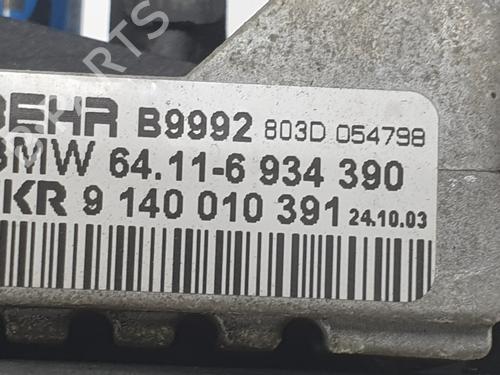 BEHR B9992 803D 054798
BMW 64.11-6 934 390
KR 9 140 010 391 24.10.03